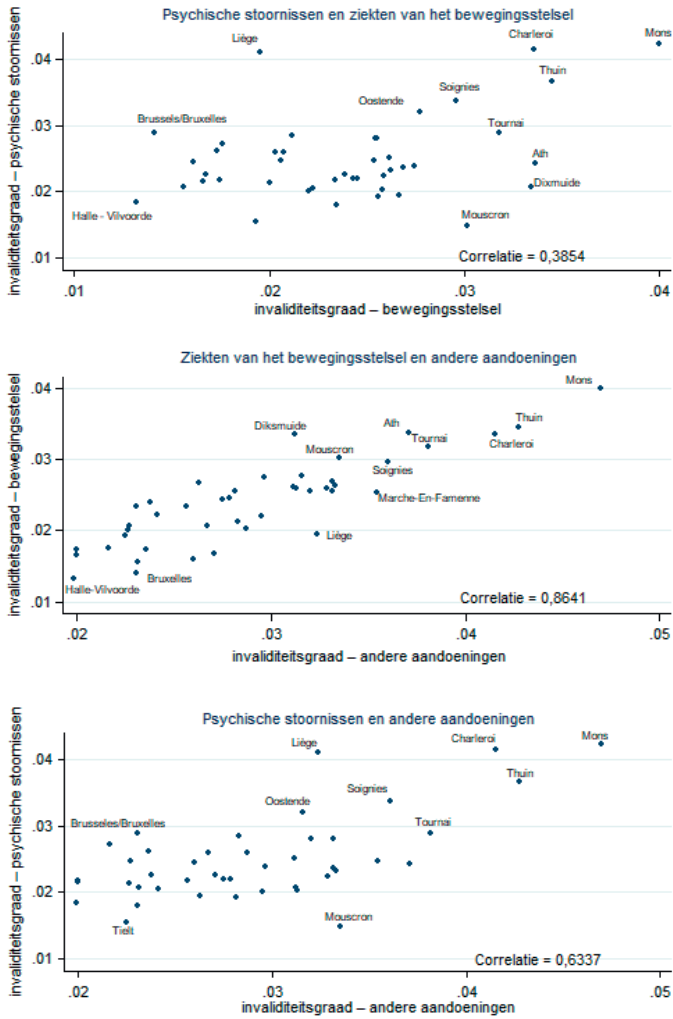 Psychische stoornissen en ziekten van het bewegingsstelsel
invaliditeitsgraad – psychische stoornissen
.04
.03
.02
.01
Liège
Charleroi
Mons
Thuin
Soignies
Oostende
Brussels/Bruxelles
Tournai
Ath
Dixmuide
Halle - Vilvoorde
Mouscron
Correlatie = 0,3854
.01
.02
.03
.04
invaliditeitsgraad – bewegingsstelsel
Ziekten van het bewegingsstelsel en andere aandoeningen
invaliditeitsgraad – bewegingsstelsel
.04
.03
.02
.01
Mons
Diksmuide
Ath
Thuin
Tournai
Charleroi
Mouscron
Soignies
Marche-En-Famenne
Liège
Bruxelles
Halle-Vilvoorde
Correlatie = 0,8641
.02
.03
.04
.05
invaliditeitsgraad – andere aandoeningen
Psychische stoornissen en andere aandoeningen
invaliditeitsgraad – psychische stoornissen
.04
.03
.02
.01
Liège
Charleroi
Mons
Thuin
Soignies
Oostende
Brusseles/Bruxelles
Tournai
Mouscron
Tielt
Correlatie = 0,6337
.02
.03
.04
.05
invaliditeitsgraad – andere aandoeningen